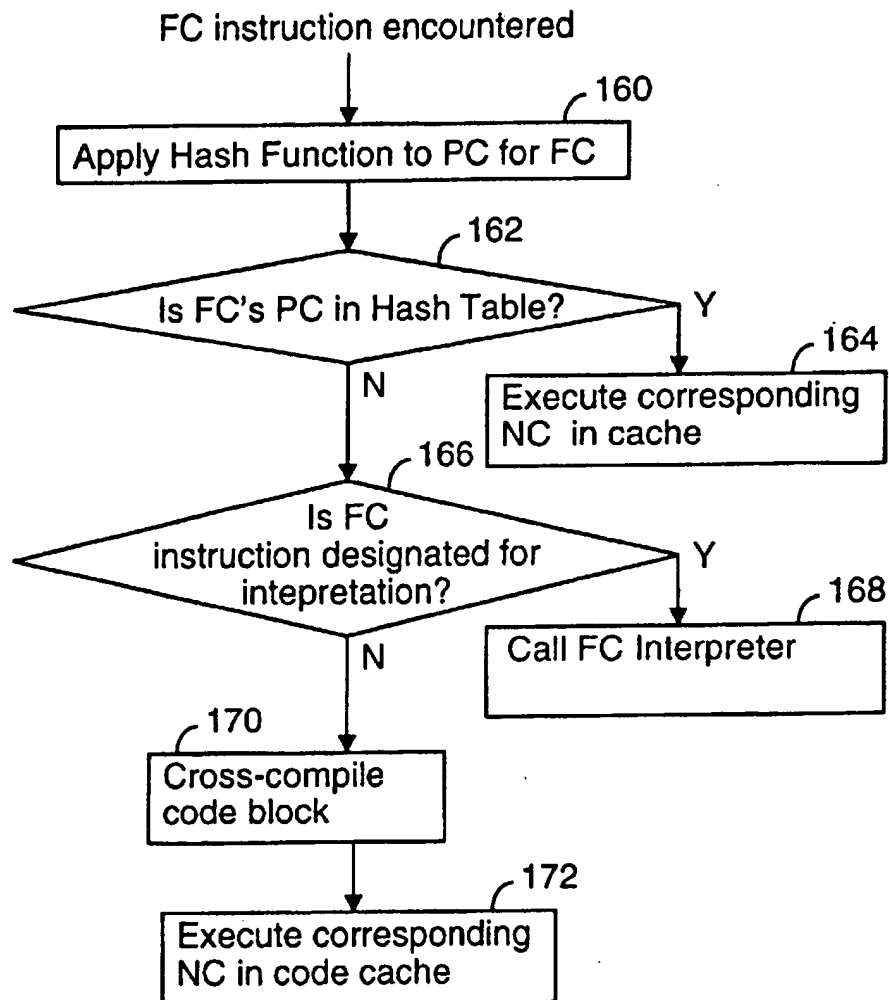 FC instruction encountered
160
Apply Hash Function to PC for FC
162
Is FC's PC in Hash Table?
Y
164
Execute corresponding
NC in cache
N
166
Is FC
instruction designated for
intepretation?
Y
168
Call FC Interpreter
N
170
Cross-compile
code block
172
Execute corresponding
NC in code cache